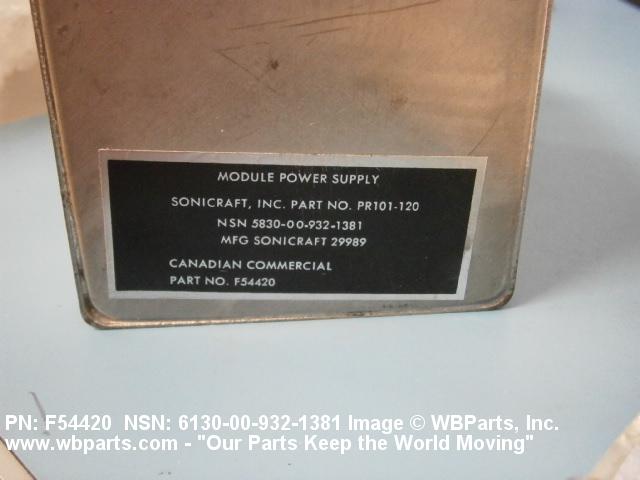 MODULE POWER SUPPLY
SONICRAFT, INC. PART NO. PR101-120
NSN 5830-00-932-1381
MFG SONICRAFT 29989
CANADIAN COMMERCIAL
PART NO. F54420
PN: F54420 NSN: 6130-00-932-1381 Image © WBParts, Inc.
www.wbparts.com - "Our Parts Keep the World Moving"